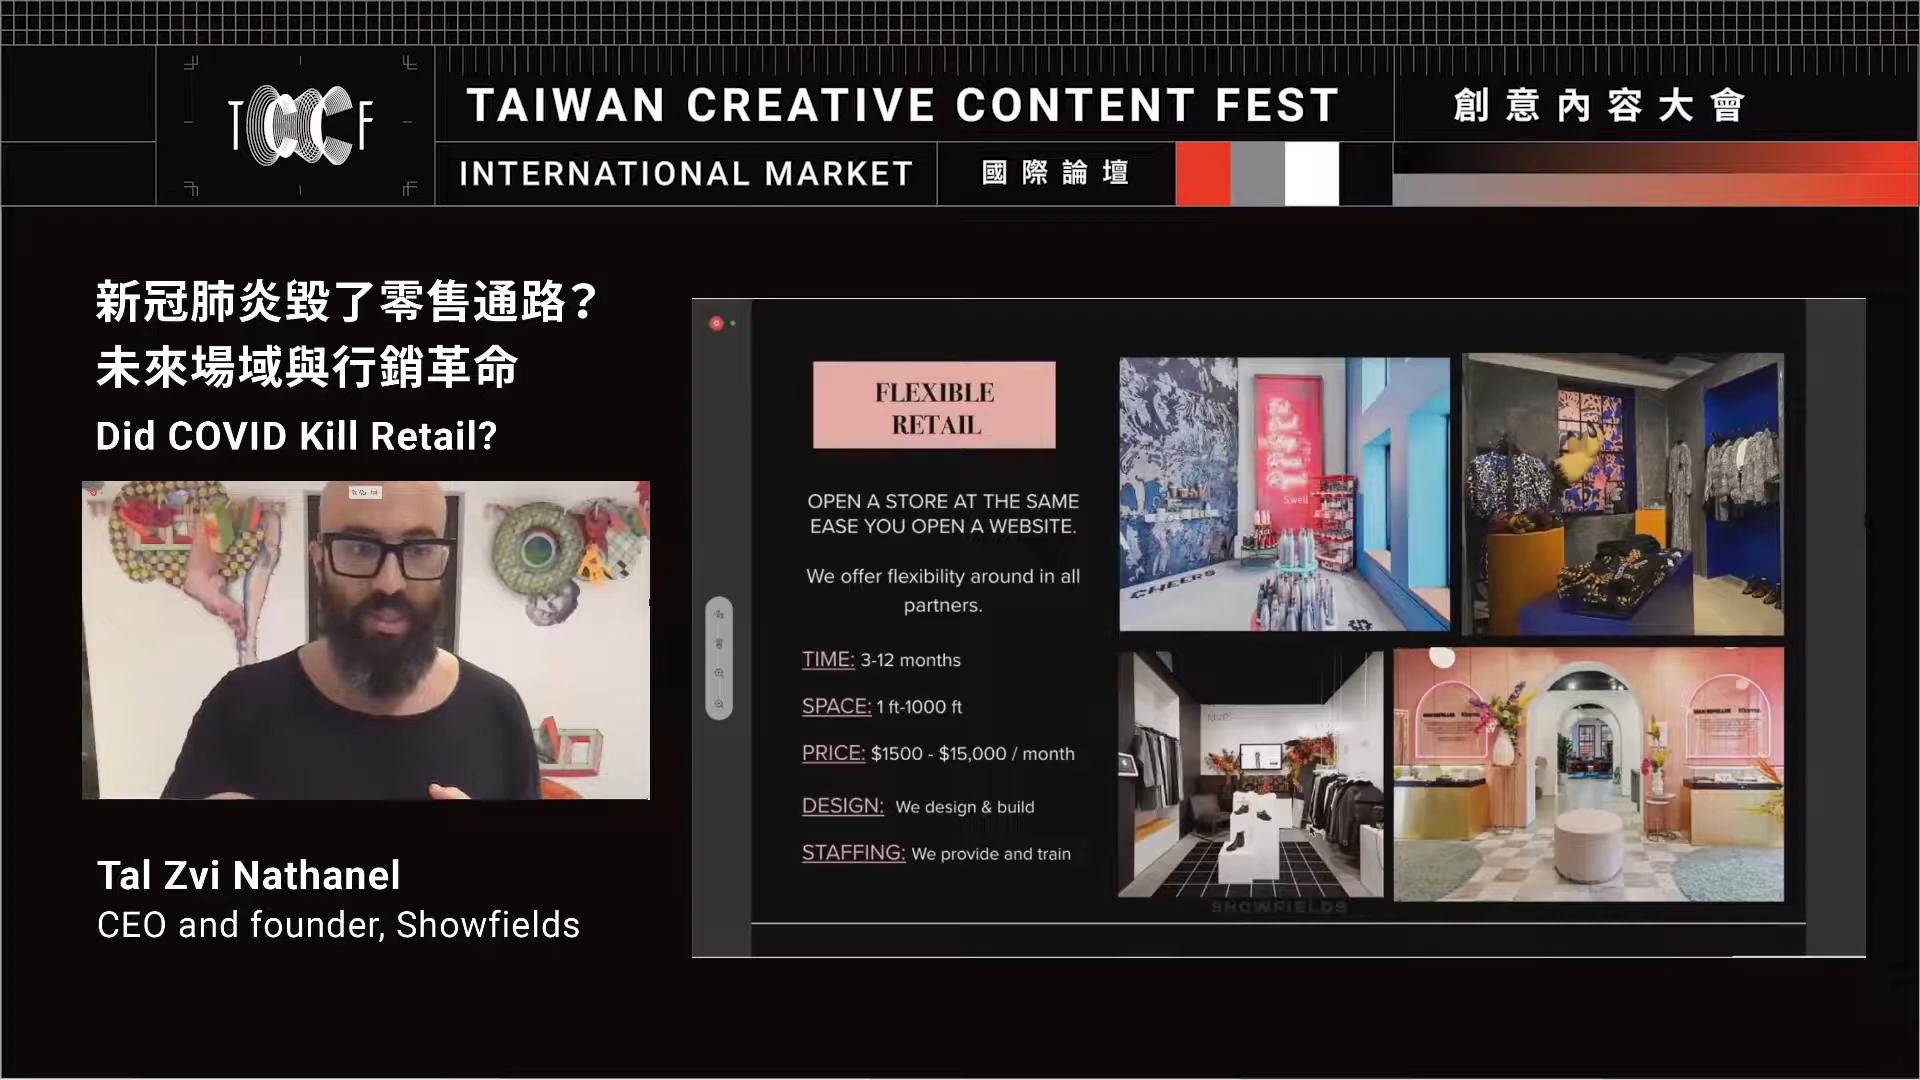 TCCF
TAIWAN CREATIVE CONTENT FEST
創意內容大會
INTERNATIONAL MARKET
國際論壇
新冠肺炎毀了零售通路?
未來場域與行銷革命
Did COVID Kill Retail?
Tal Zvi Nathanel
CEO and founder, Showfields
FLEXIBLE
RETAIL
OPEN A STORE AT THE SAME
EASE YOU OPEN A WEBSITE.
We offer flexibility around in all
partners.
TIME: 3-12 months
SPACE: 1 ft-1000 ft
PRICE: $1500 - $15,000 / month
DESIGN: We design & build
STAFFING: We provide and train
CHEERS
S'well
SHOWFIELDS